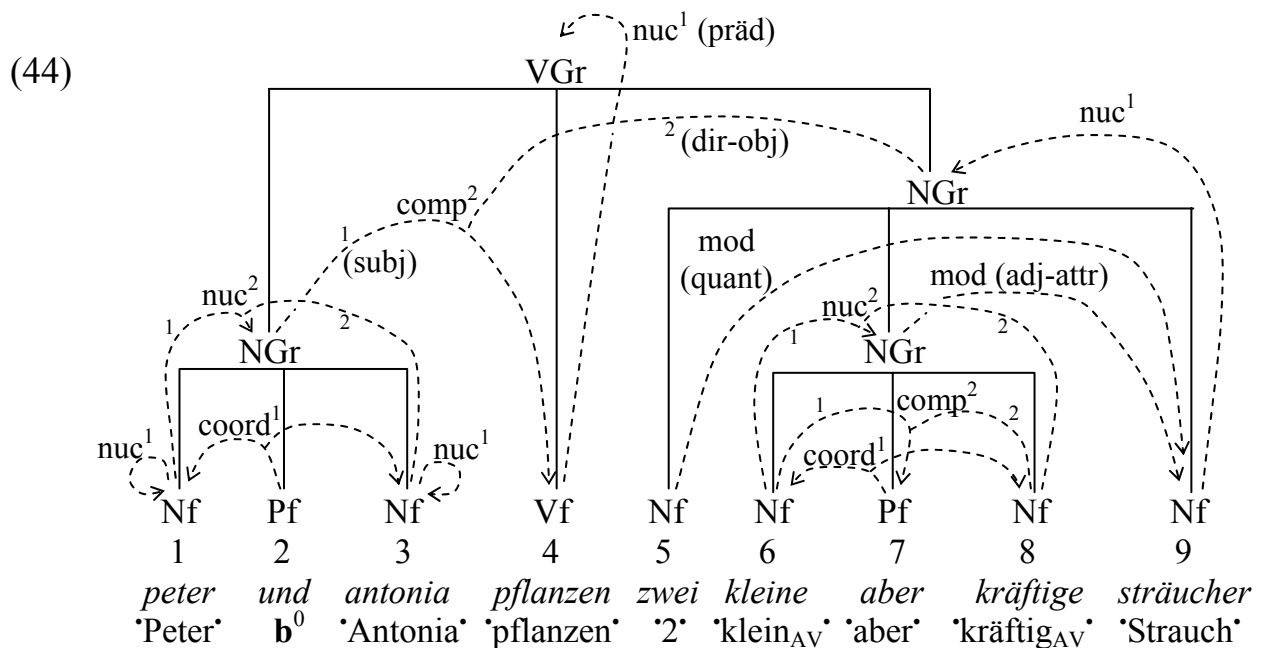 nuc¹ (präd)
(44)
VGr
² (dir-obj)
nuc¹
NGr
comp²
¹
(subj)
mod
(quant)
mod (adj-attr)
nuc²
nuc²
1
2
1
2
NGr
NGr
coord¹
1
comp²
2
nuc¹
nuc¹
coord¹
Nf Pf Nf Vf Nf Nf Pf Nf Nf
1 2 3 4 5 6 7 8 9
peter und antonia pflanzen zwei kleine aber kräftige sträucher
•Peter• b⁰ •Antonia• •pflanzen• •2• •klein_AV• •aber• •kräftig_AV• •Strauch•